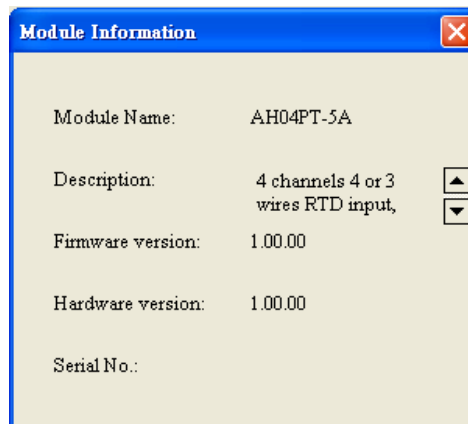 Module Information
Module Name: AH04PT-5A
Description: 4 channels 4 or 3
wires RTD input,
Firmware version: 1.00.00
Hardware version: 1.00.00
Serial No.: